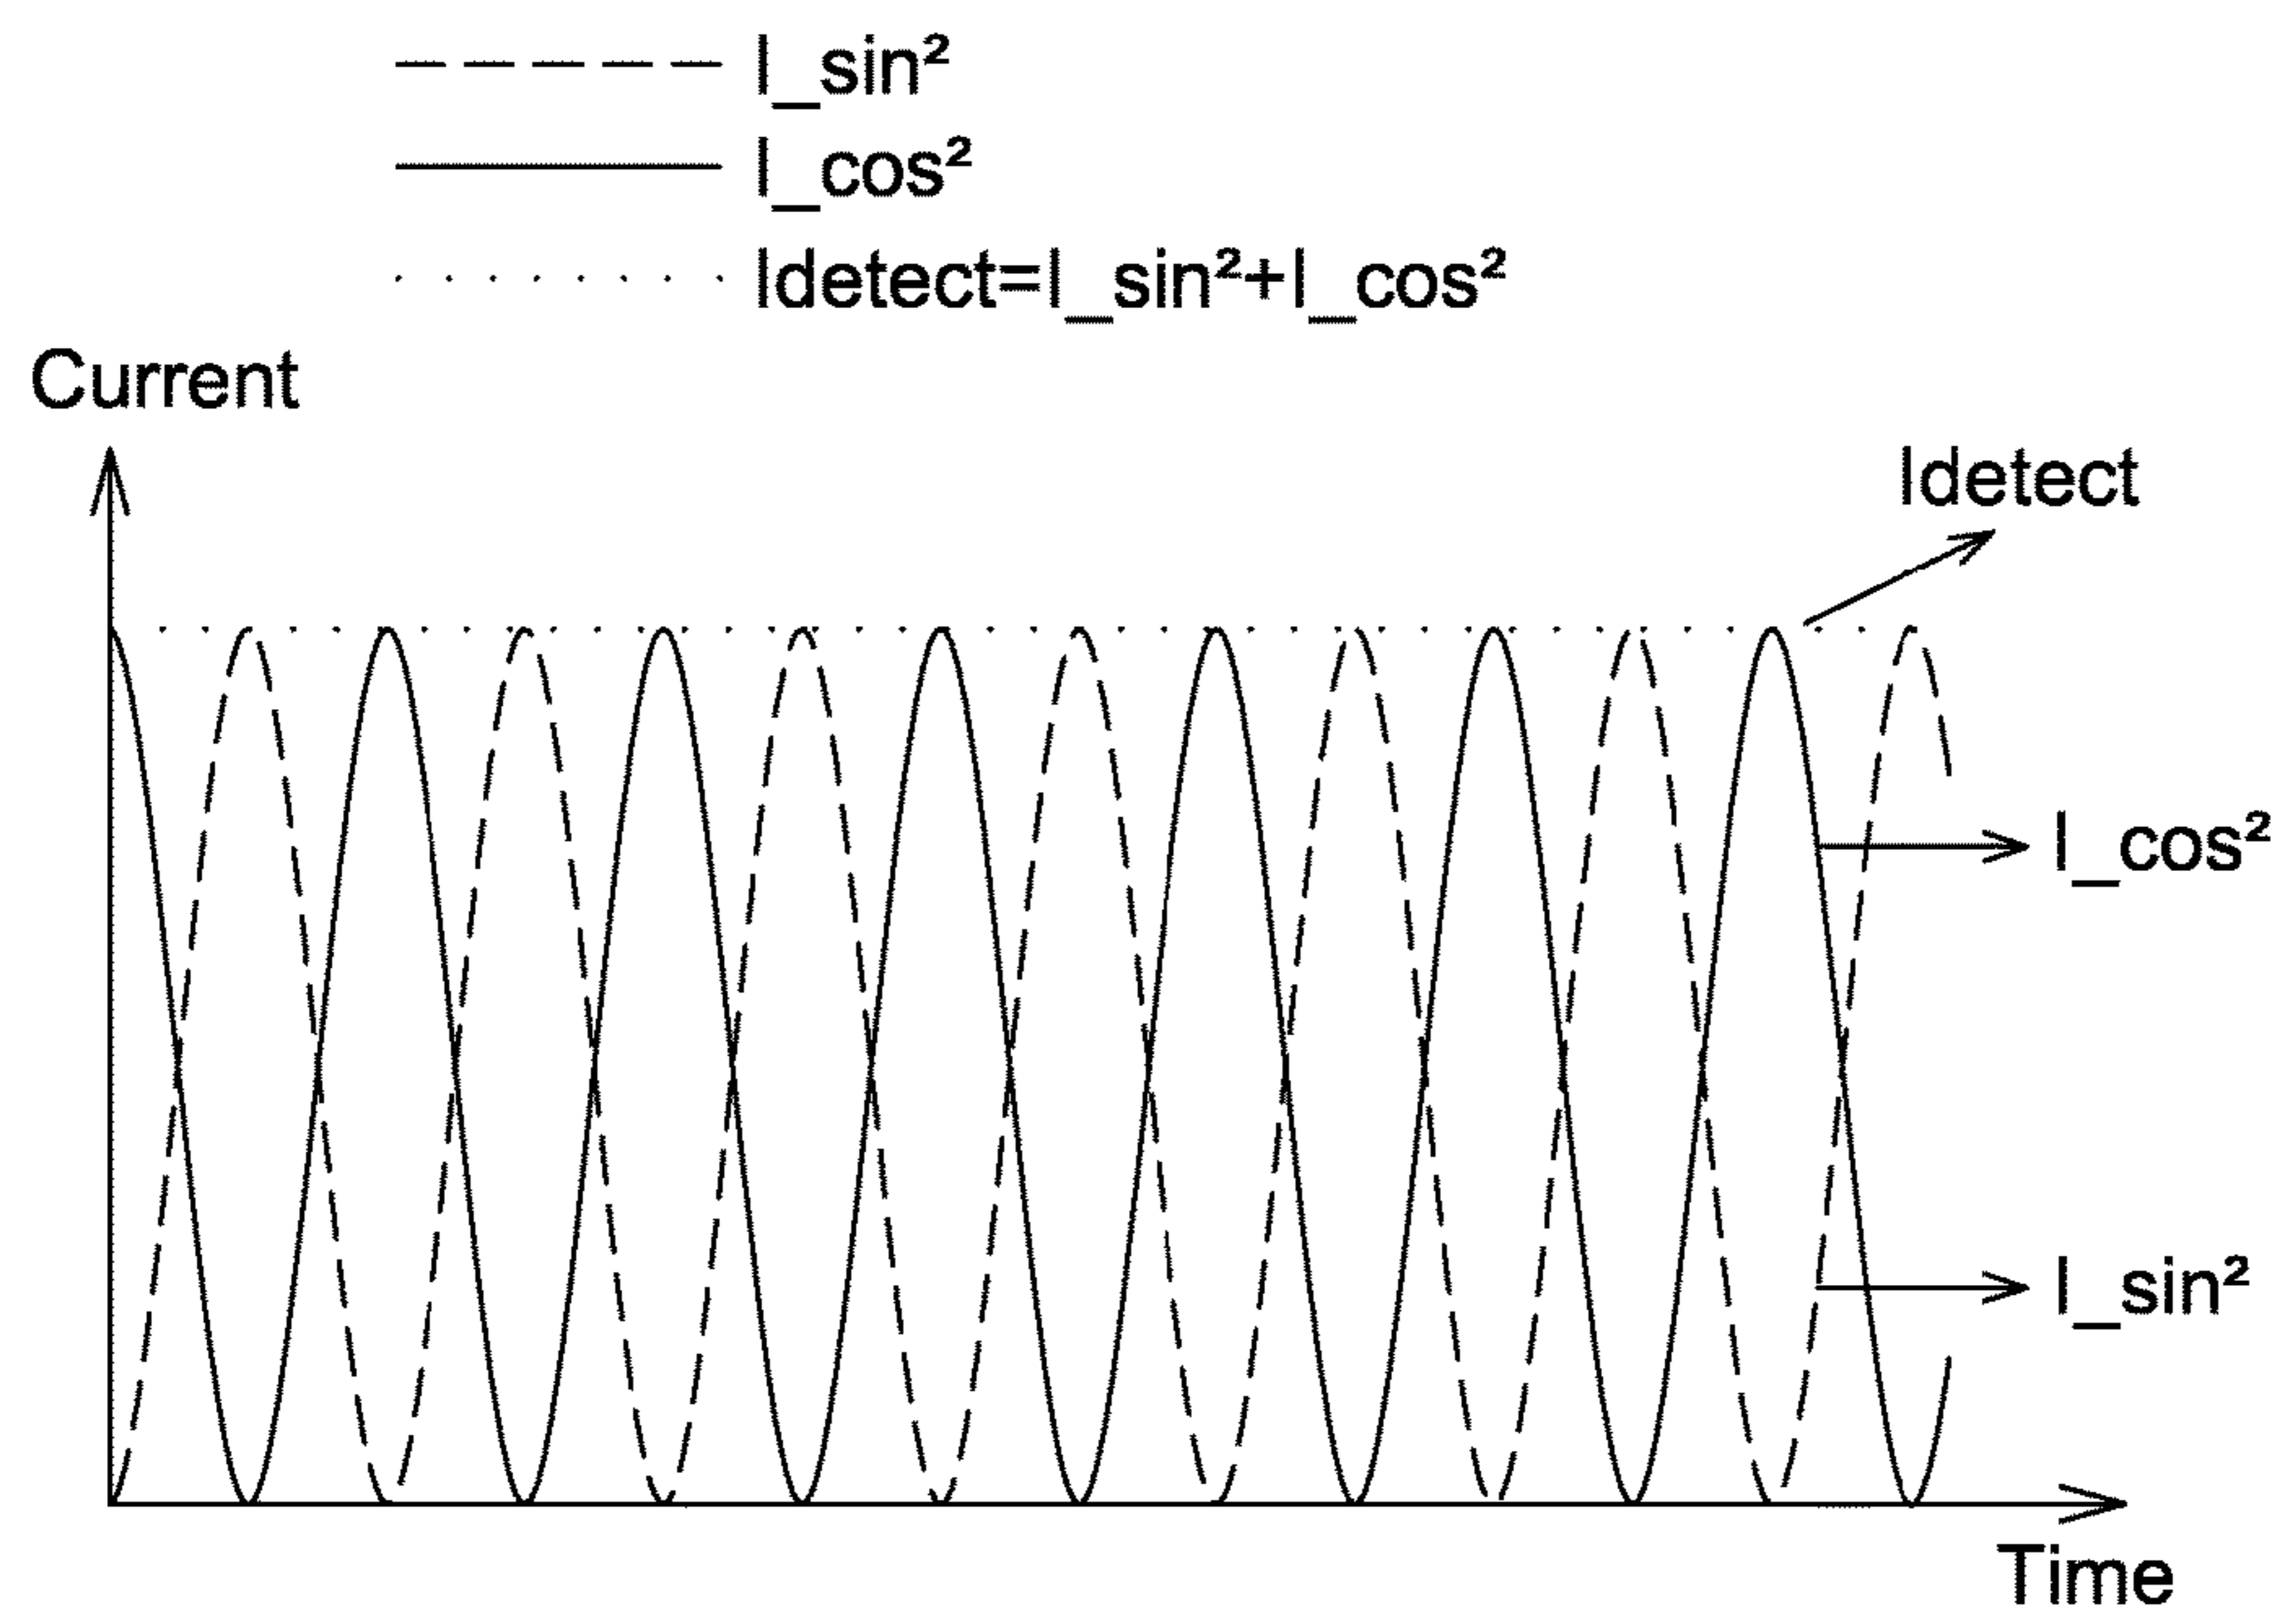 I_sin²
I_cos²
Idetect=I_sin²+I_cos²
Current
Idetect
I_cos²
I_sin²
Time